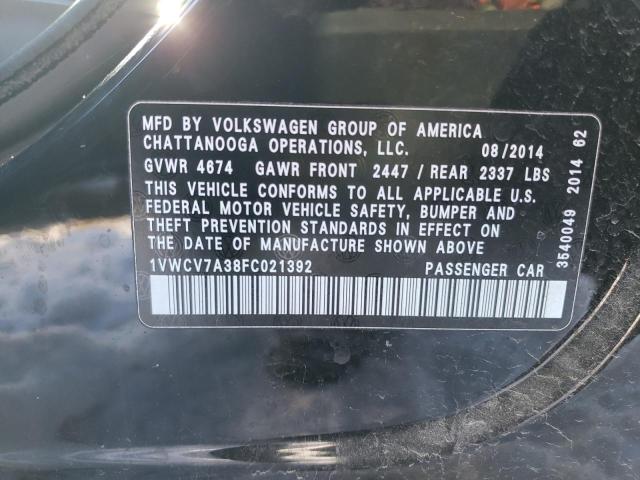 MFD BY VOLKSWAGEN GROUP OF AMERICA
CHATTANOOGA OPERATIONS, LLC. 08/2014
GVWR 4674 GAWR FRONT 2447 / REAR 2337 LBS
THIS VEHICLE CONFORMS TO ALL APPLICABLE U.S.
FEDERAL MOTOR VEHICLE SAFETY, BUMPER AND
THEFT PREVENTION STANDARDS IN EFFECT ON
THE DATE OF MANUFACTURE SHOWN ABOVE
1VWCV7A38FC021392 PASSENGER CAR
3540049 2014 62